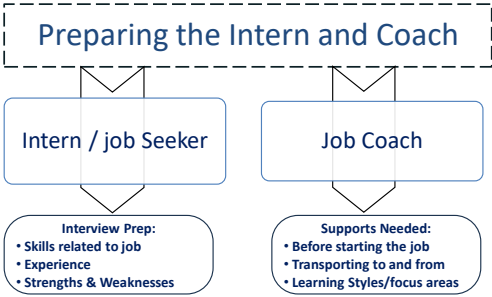 Preparing the Intern and Coach
Intern / job Seeker
Job Coach
Interview Prep:
• Skills related to job
• Experience
• Strengths & Weaknesses
Supports Needed:
• Before starting the job
• Transporting to and from
• Learning Styles/focus areas